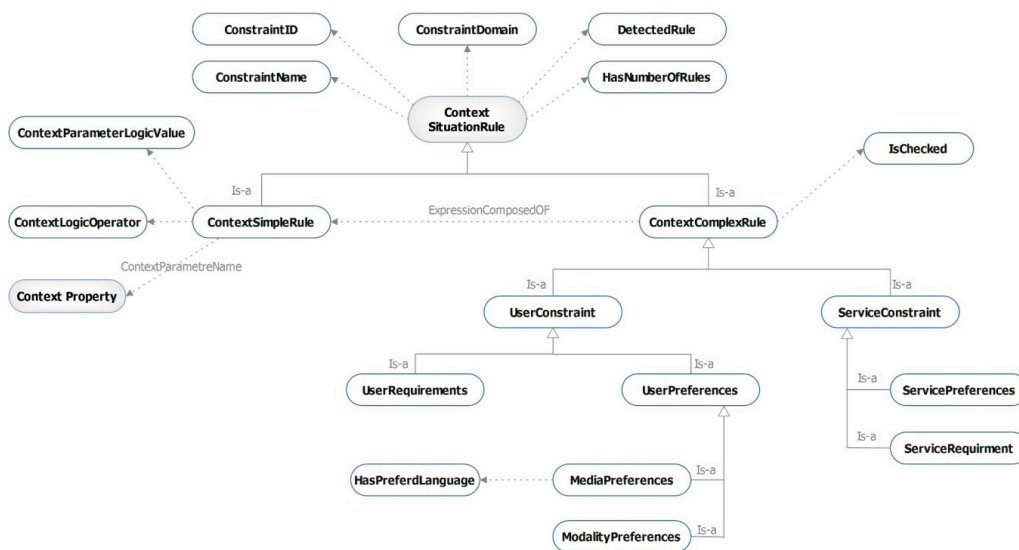 ConstraintID
ConstraintDomain
DetectedRule
ConstraintName
HasNumberOfRules
Context
SituationRule
ContextParameterLogicValue
IsChecked
Is-a
Is-a
ContextLogicOperator
ContextSimpleRule
ExpressionComposedOF
ContextComplexRule
ContextParametreName
Context Property
Is-a
Is-a
UserConstraint
ServiceConstraint
Is-a
Is-a
Is-a
UserRequirements
UserPreferences
ServicePreferences
Is-a
ServiceRequirment
Is-a
HasPreferdLanguage
MediaPreferences
Is-a
ModalityPreferences